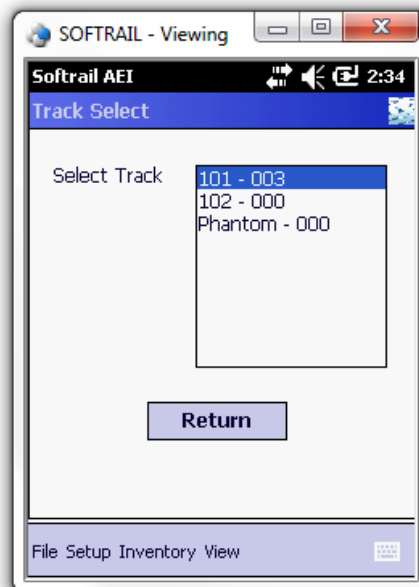 SOFTRAIL - Viewing
Softrail AEI 2:34
Track Select
Select Track
101 - 003
102 - 000
Phantom - 000
Return
File Setup Inventory View